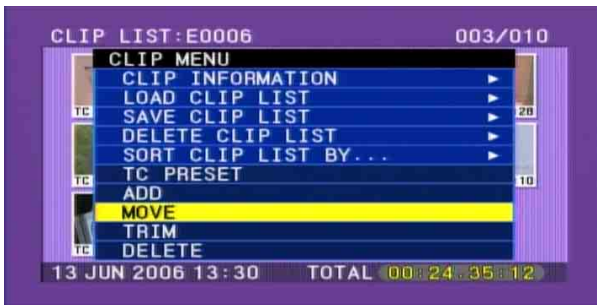 CLIP LIST:E0006 003/010
CLIP MENU
CLIP INFORMATION
LOAD CLIP LIST
TC 28
SAVE CLIP LIST
DELETE CLIP LIST
SORT CLIP LIST BY...
TC PRESET
TC 10
ADD
MOVE
TRIM
TC DELETE
13 JUN 2006 13:30 TOTAL 00:24:35:12